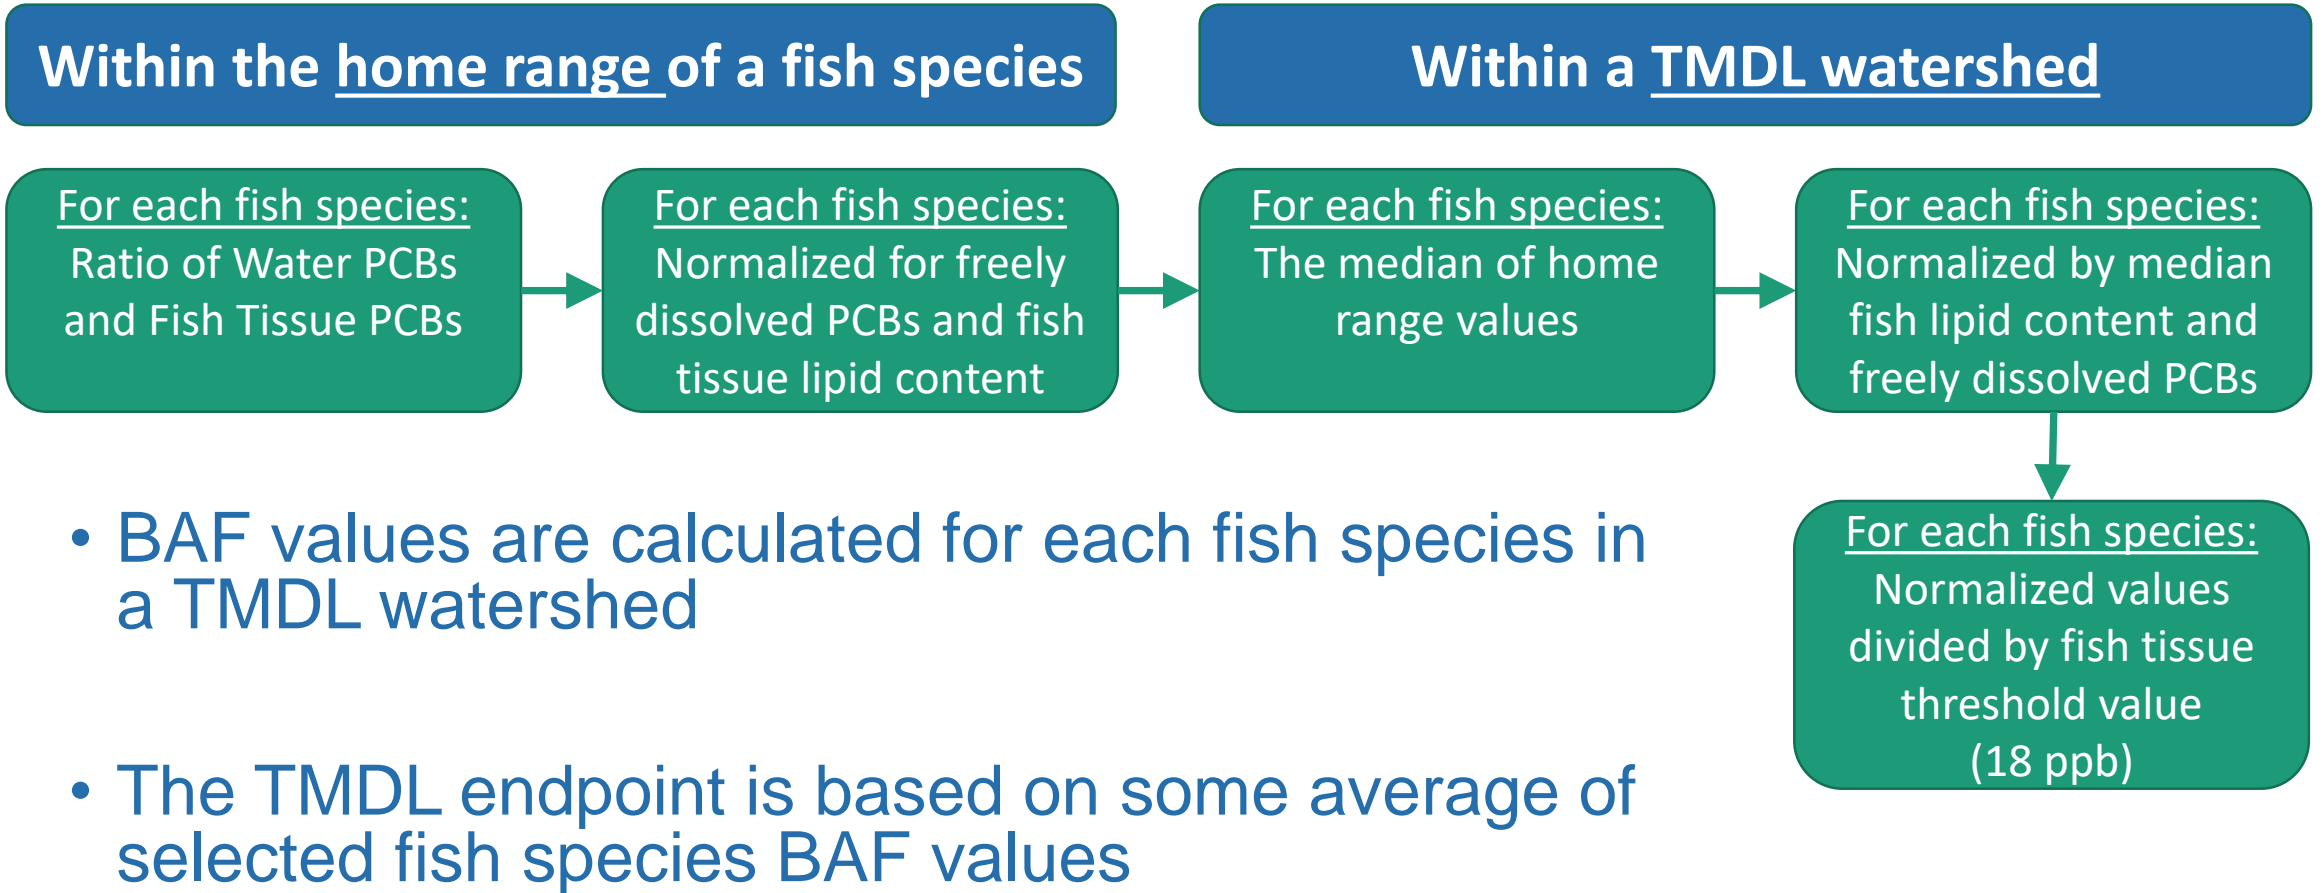 Within the home range of a fish species
Within a TMDL watershed
For each fish species:
Ratio of Water PCBs
and Fish Tissue PCBs
For each fish species:
Normalized for freely
dissolved PCBs and fish
tissue lipid content
For each fish species:
The median of home
range values
For each fish species:
Normalized by median
fish lipid content and
freely dissolved PCBs
For each fish species:
Normalized values
divided by fish tissue
threshold value
(18 ppb)
• BAF values are calculated for each fish species in
a TMDL watershed
• The TMDL endpoint is based on some average of
selected fish species BAF values